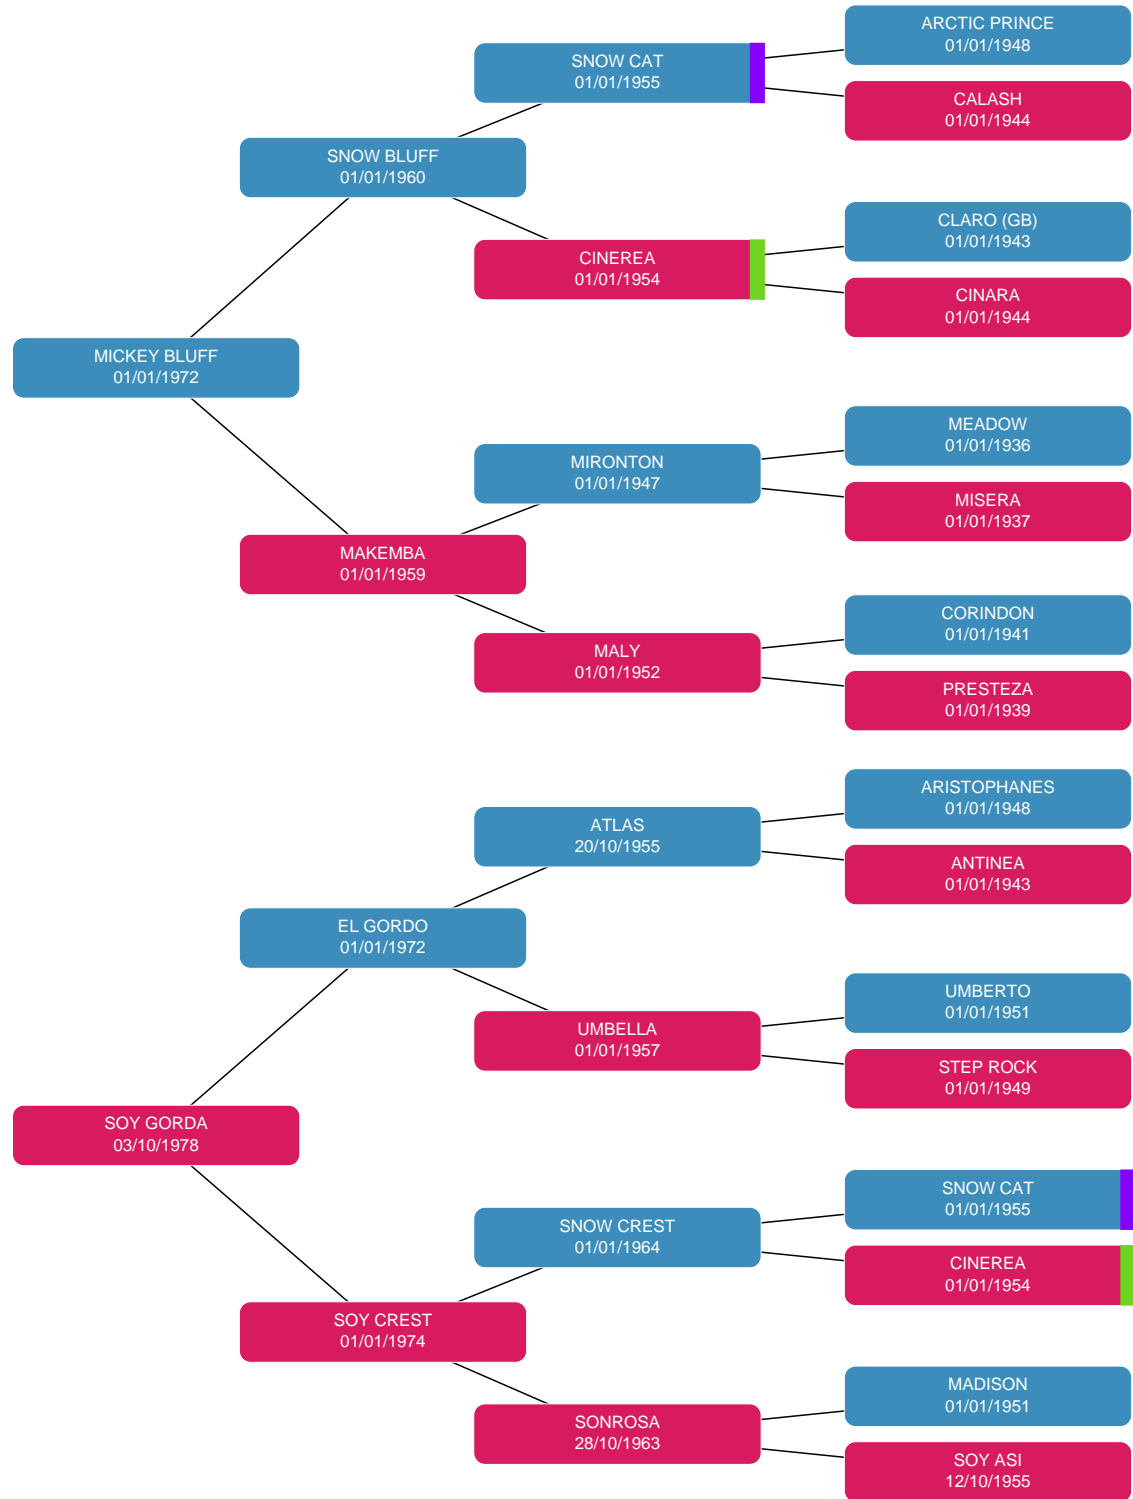 ARCTIC PRINCE
01/01/1948
SNOW CAT
01/01/1955
CALASH
01/01/1944
SNOW BLUFF
01/01/1960
CLARO (GB)
01/01/1943
CINEREA
01/01/1954
CINARA
01/01/1944
MICKEY BLUFF
01/01/1972
MEADOW
01/01/1936
MIRONTON
01/01/1947
MISERA
01/01/1937
MAKEMBA
01/01/1959
CORINDON
01/01/1941
MALY
01/01/1952
PRESTEZA
01/01/1939
ARISTOPHANES
01/01/1948
ATLAS
20/10/1955
ANTINEA
01/01/1943
EL GORDO
01/01/1972
UMBERTO
01/01/1951
UMBELLA
01/01/1957
STEP ROCK
01/01/1949
SOY GORDA
03/10/1978
SNOW CAT
01/01/1955
SNOW CREST
01/01/1964
CINEREA
01/01/1954
SOY CREST
01/01/1974
MADISON
01/01/1951
SONROSA
28/10/1963
SOY ASI
12/10/1955